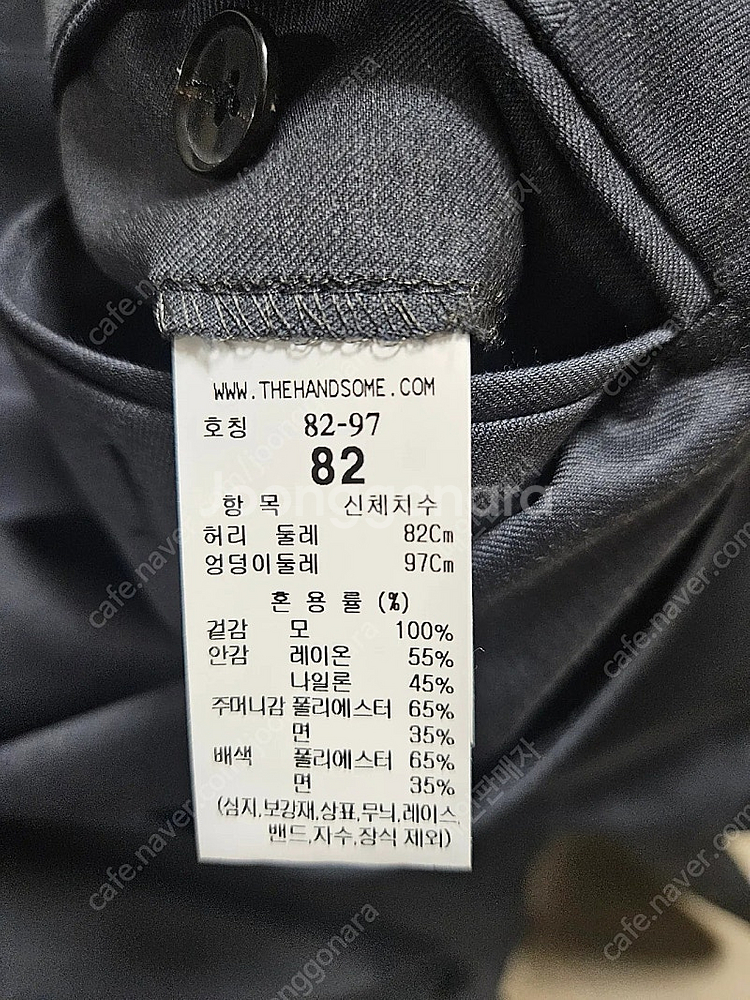 WWW.THEHANDSOME.COM
호칭 82-97
82
항 목 신체치수
허리 둘레 82Cm
엉덩이둘레 97Cm
혼 용 률 (%)
겉감 모 100%
안감 레이온 55%
나일론 45%
주머니감 폴리에스터 65%
면 35%
배색 폴리에스터 65%
면 35%
(심지,보강재,상표,무늬,레이스,
밴드,자수,장식 제외)
Joonggonara